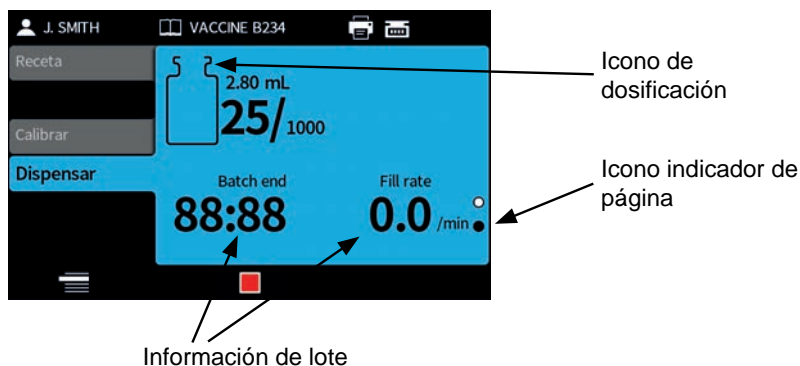 J. SMITH VACCINE B234
Receta
2.80 mL
25/1000
Calibrar
Dispensar
Batch end Fill rate
88:88 0.0 /min
Icono de
dosificación
Icono indicador de
página
Información de lote